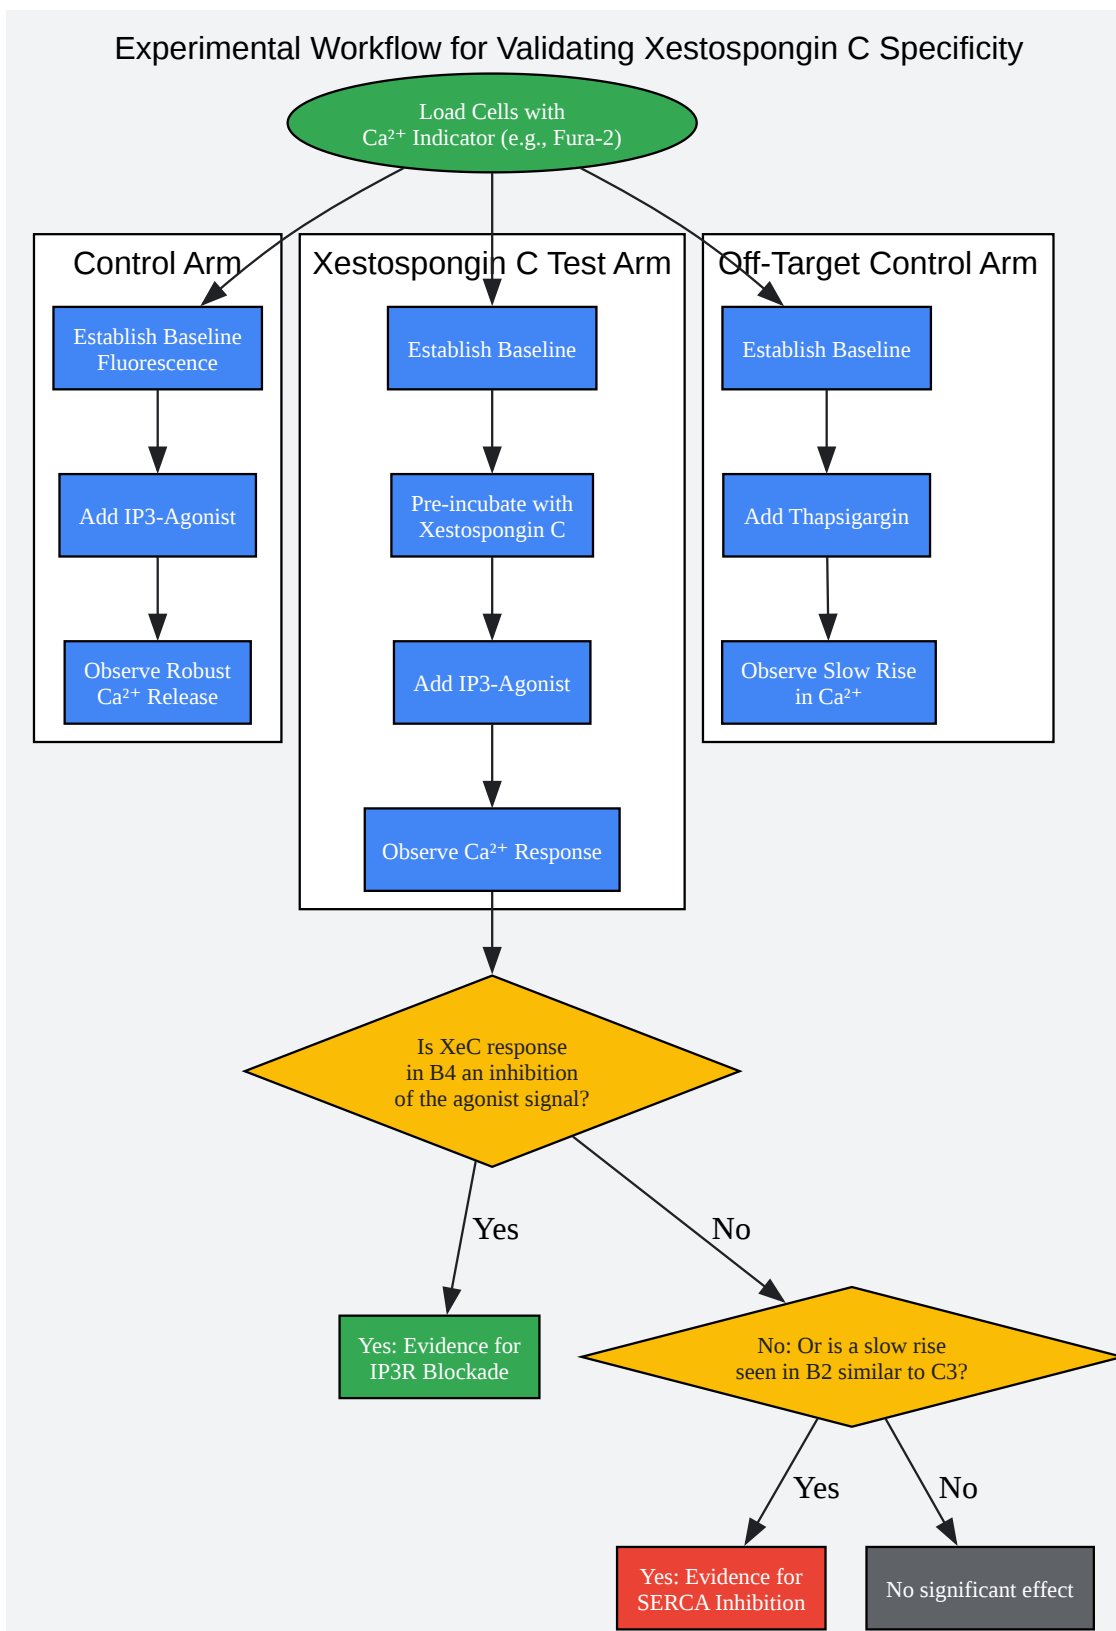 Experimental Workflow for Validating Xestospongin C Specificity
Load Cells with
Ca²⁺ Indicator (e.g., Fura-2)
Control Arm
Establish Baseline
Fluorescence
Add IP3-Agonist
Observe Robust
Ca²⁺ Release
Xestospongin C Test Arm
Establish Baseline
Pre-incubate with
Xestospongin C
Add IP3-Agonist
Observe Ca²⁺ Response
Off-Target Control Arm
Establish Baseline
Add Thapsigargin
Observe Slow Rise
in Ca²⁺
Is XeC response
in B4 an inhibition
of the agonist signal?
Yes
No
Yes: Evidence for
IP3R Blockade
No: Or is a slow rise
seen in B2 similar to C3?
Yes
No
Yes: Evidence for
SERCA Inhibition
No significant effect